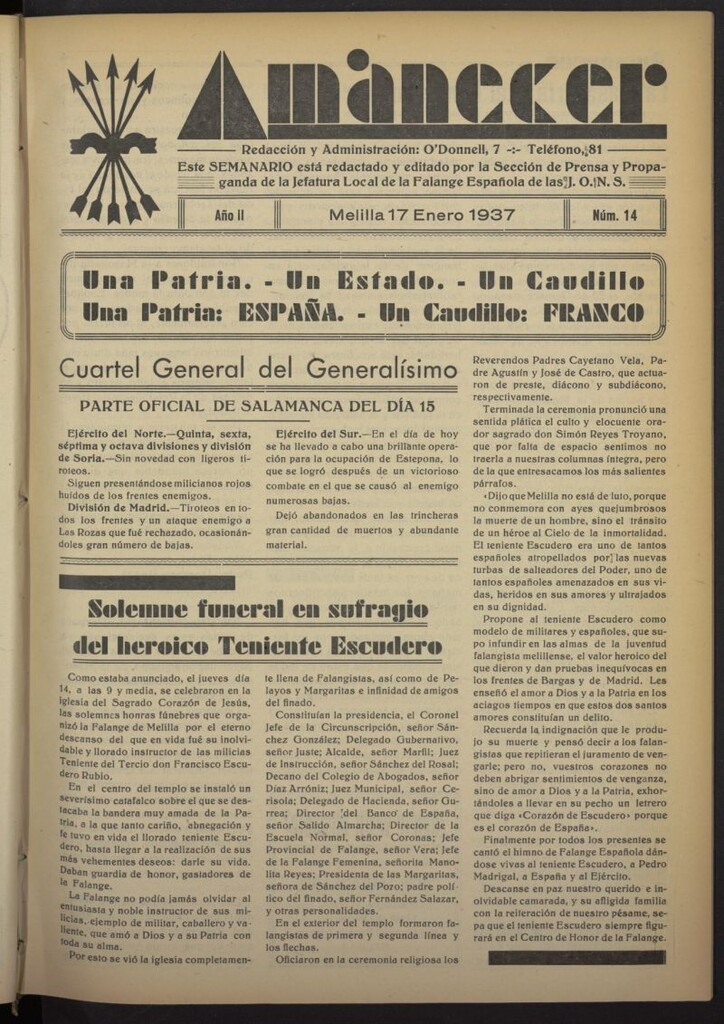 Amànecer
Redacción y Administración: O'Donnell, 7 -:- Teléfono, 81
Este SEMANARIO está redactado y editado por la Sección de Prensa y Propa-
ganda de la Jefatura Local de la Falange Española de las J. O. N. S.
Año II
Melilla 17 Enero 1937
Núm. 14
Una Patria. - Un Estado. - Un Caudillo
Una Patria: ESPAÑA. - Un Caudillo: FRANCO
Cuartel General del Generalísimo
PARTE OFICIAL DE SALAMANCA DEL DÍA 15
Ejército del Norte.—Quinta, sexta,
séptima y octava divisiones y división
de Soria.—Sin novedad con ligeros ti-
roteos.
Siguen presentándose milicianos rojos
huídos de los frentes enemigos.
División de Madrid.—Tiroteos en to-
dos los frentes y un ataque enemigo a
Las Rozas que fué rechazado, ocasionán-
doles gran número de bajas.
Ejército del Sur.—En el día de hoy
se ha llevado a cabo una brillante opera-
ción para la ocupación de Estepona, lo
que se logró después de un victorioso
combate en el que se causó al enemigo
numerosas bajas.
Dejó abandonados en las trincheras
gran cantidad de muertos y abundante
material.
Solemne funeral en sufragio
del heroico Teniente Escudero
Como estaba anunciado, el jueves día
14, a las 9 y media, se celebraron en la
iglesia del Sagrado Corazón de Jesús,
las solemnes honras fúnebres que orga-
nizó la Falange de Melilla por el eterno
descanso del que en vida fué su inolvi-
dable y llorado instructor de las milicias
Teniente del Tercio don Francisco Escu-
dero Rubio.
En el centro del templo se instaló un
severísimo catafalco sobre el que se des-
tacaba la bandera muy amada de la Pa-
tria, a la que tanto cariño, abnegación y
fe tuvo en vida el llorado teniente Escu-
dero, hasta llegar a la realización de sus
más vehementes deseos: darle su vida.
Daban guardia de honor, gastadores de
la Falange.
La Falange no podía jamás olvidar al
entusiasta y noble instructor de sus mi-
licias, ejemplo de militar, caballero y va-
liente, que amó a Dios y a su Patria con
toda su alma.
Por esto se vió la iglesia completamen-
te llena de Falangistas, así como de Pe-
layos y Margaritas e infinidad de amigos
del finado.
Constituían la presidencia, el Coronel
Jefe de la Circunscripción, señor Sán-
chez González; Delegado Gubernativo,
señor Juste; Alcalde, señor Marfil; Juez
de Instrucción, señor Sánchez del Rosal;
Decano del Colegio de Abogados, señor
Díaz Arróniz; Juez Municipal, señor Ce-
risola; Delegado de Hacienda, señor Gu-
rrea; Director del Banco de España,
señor Salido Almarcha; Director de la
Escuela Normal, señor Coronas; Jefe
Provincial de Falange, señor Vera; Jefe
de la Falange Femenina, señorita Mano-
lita Reyes; Presidenta de las Margaritas,
señora de Sánchez del Pozo; padre polí-
tico del finado, señor Fernández Salazar,
y otras personalidades.
En el exterior del templo formaron fa-
langistas de primera y segunda línea y
los flechas.
Oficiaron en la ceremonia religiosa los
Reverendos Padres Cayetano Vela, Pa-
dre Agustín y José de Castro, que actua-
ron de preste, diácono y subdiácono,
respectivamente.
Terminada la ceremonia pronunció una
sentida plática el culto y elocuente ora-
dor sagrado don Simón Reyes Troyano,
que por falta de espacio sentimos no
traerla a nuestras columnas íntegra, pero
de la que entresacamos los más salientes
párrafos.
«Dijo que Melilla no está de luto, porque
no conmemora con ayes quejumbrosos
la muerte de un hombre, sino el tránsito
de un héroe al Cielo de la inmortalidad.
El teniente Escudero era uno de tantos
españoles atropellados por las nuevas
turbas de salteadores del Poder, uno de
tantos españoles amenazados en sus vi-
das, heridos en sus amores y ultrajados
en su dignidad.
Propone al teniente Escudero como
modelo de militares y españoles, que su-
po infundir en las almas de la juventud
falangista melillense, el valor heroico del
que dieron y dan pruebas inequívocas en
los frentes de Bargas y de Madrid. Les
enseñó el amor a Dios y a la Patria en los
aciagos tiempos en que estos dos santos
amores constituían un delito.
Recuerda la indignación que le produ-
jo su muerte y pensó decir a los falan-
gistas que repitieran el juramento de ven-
garle; pero no, vuestros corazones no
deben abrigar sentimientos de venganza,
sino de amor a Dios y a la Patria, exhor-
tándoles a llevar en su pecho un letrero
que diga «Corazón de Escudero» porque
es el corazón de España».
Finalmente por todos los presentes se
cantó el himno de Falange Española dán-
dose vivas al teniente Escudero, a Pedro
Madrigal, a España y al Ejército.
Descanse en paz nuestro querido e in-
olvidable camarada, y su afligida familia
con la reiteración de nuestro pésame, se-
pa que el teniente Escudero siempre figu-
rará en el Centro de Honor de la Falange.